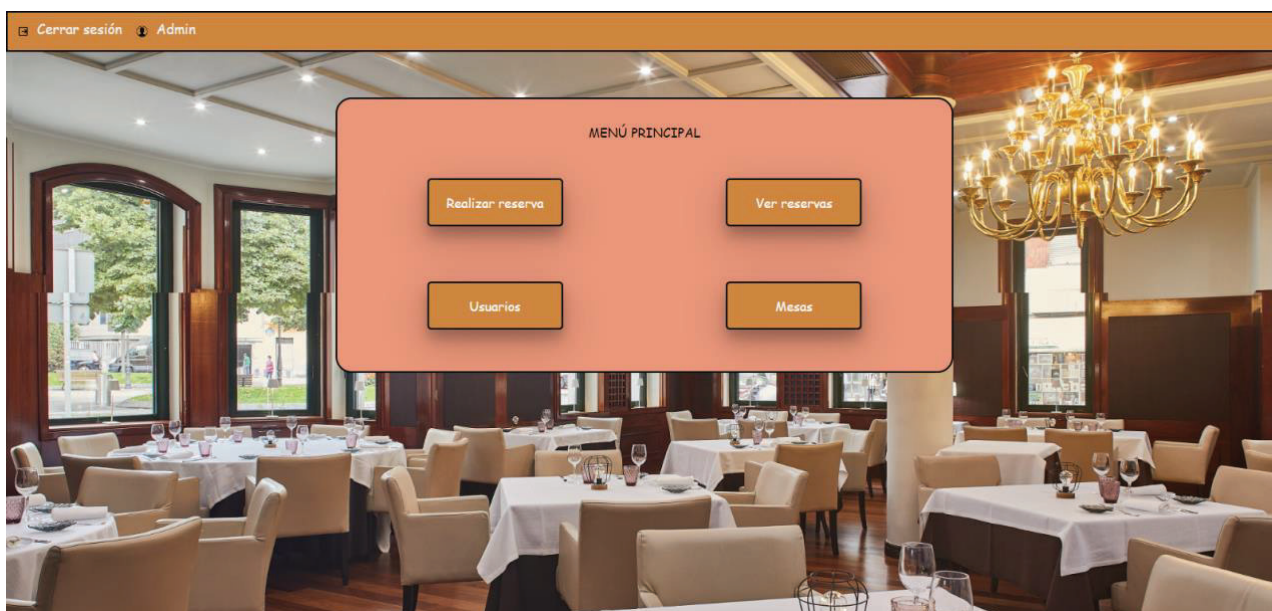 Cerrar sesión Admin
MENÚ PRINCIPAL
Realizar reserva Ver reservas
Usuarios Mesas